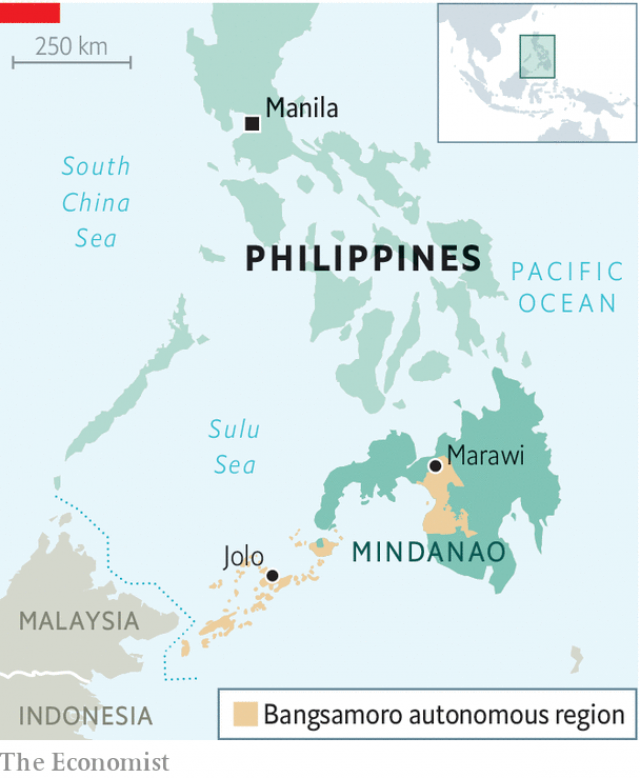 250 km
Manila
South
China
Sea
PHILIPPINES
PACIFIC
OCEAN
Sulu
Sea
Marawi
MINDANAO
Jolo
MALAYSIA
INDONESIA
Bangsamoro autonomous region
The Economist